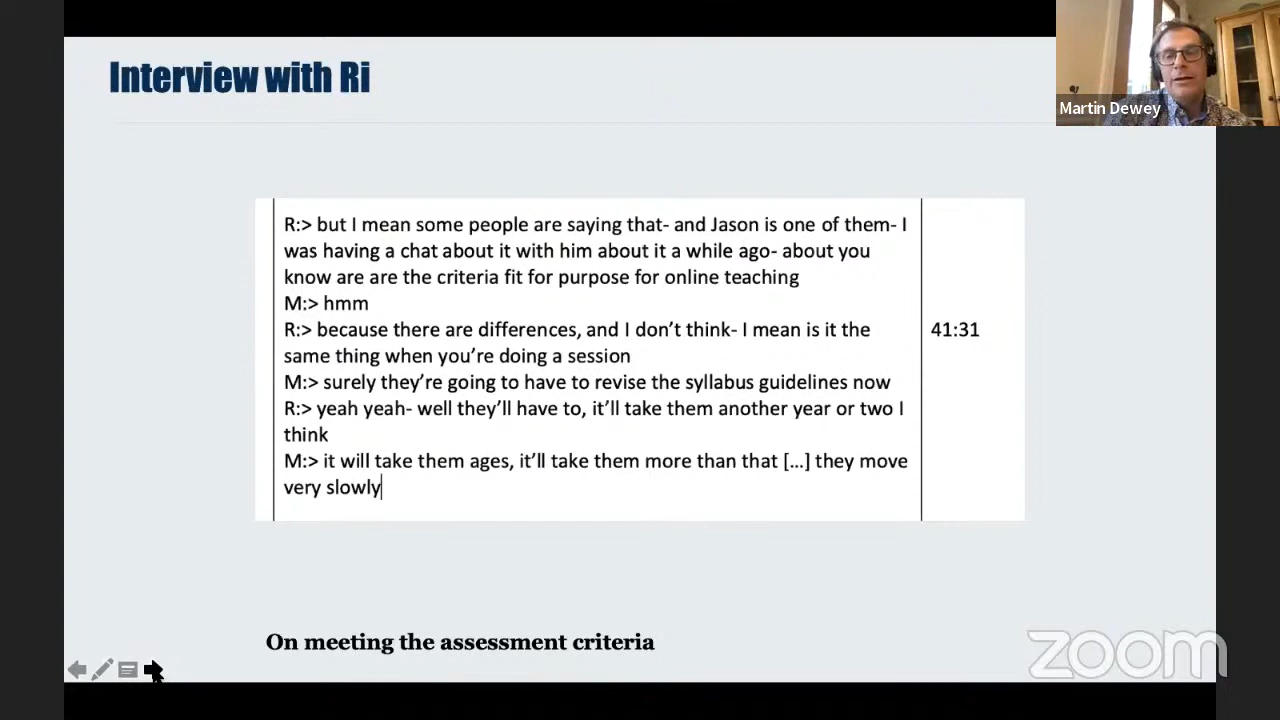 Interview with Ri
Martin Dewey
R:> but I mean some people are saying that- and Jason is one of them- I
was having a chat about it with him about it a while ago- about you
know are are the criteria fit for purpose for online teaching
M:> hmm
R:> because there are differences, and I don’t think- I mean is it the
41:31
same thing when you’re doing a session
M:> surely they’re going to have to revise the syllabus guidelines now
R:> yeah yeah- well they’ll have to, it’ll take them another year or two I
think
M:> it will take them ages, it’ll take them more than that [...] they move
very slowly
On meeting the assessment criteria
zoom